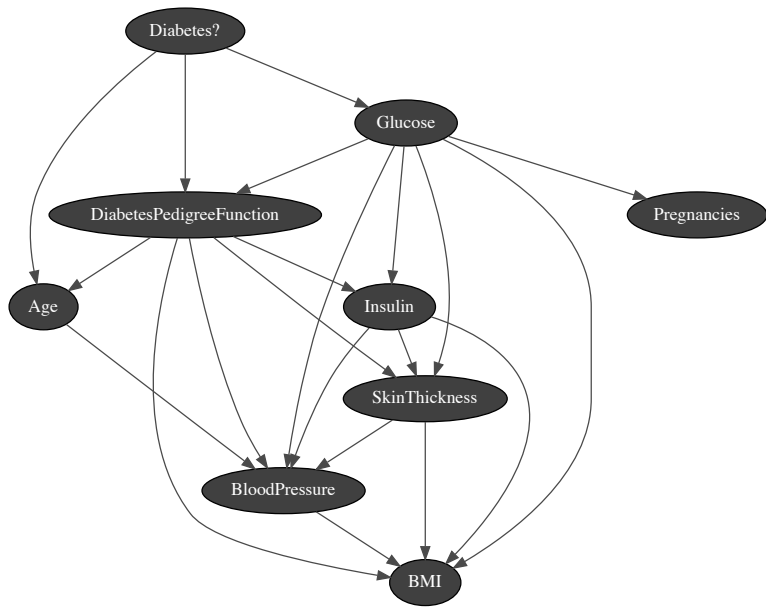 Diabetes?
Glucose
DiabetesPedigreeFunction
Pregnancies
Age
Insulin
SkinThickness
BloodPressure
BMI